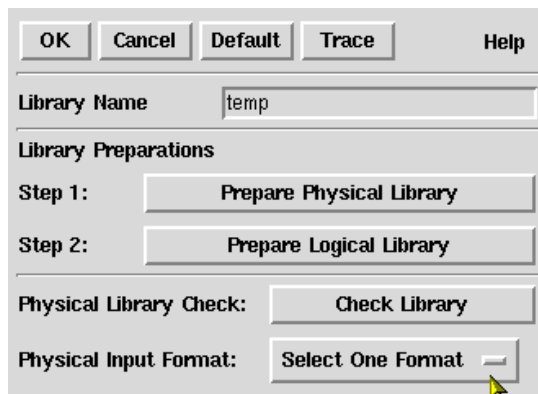 OK Cancel Default Trace Help
Library Name temp
Library Preparations
Step 1: Prepare Physical Library
Step 2: Prepare Logical Library
Physical Library Check: Check Library
Physical Input Format: Select One Format